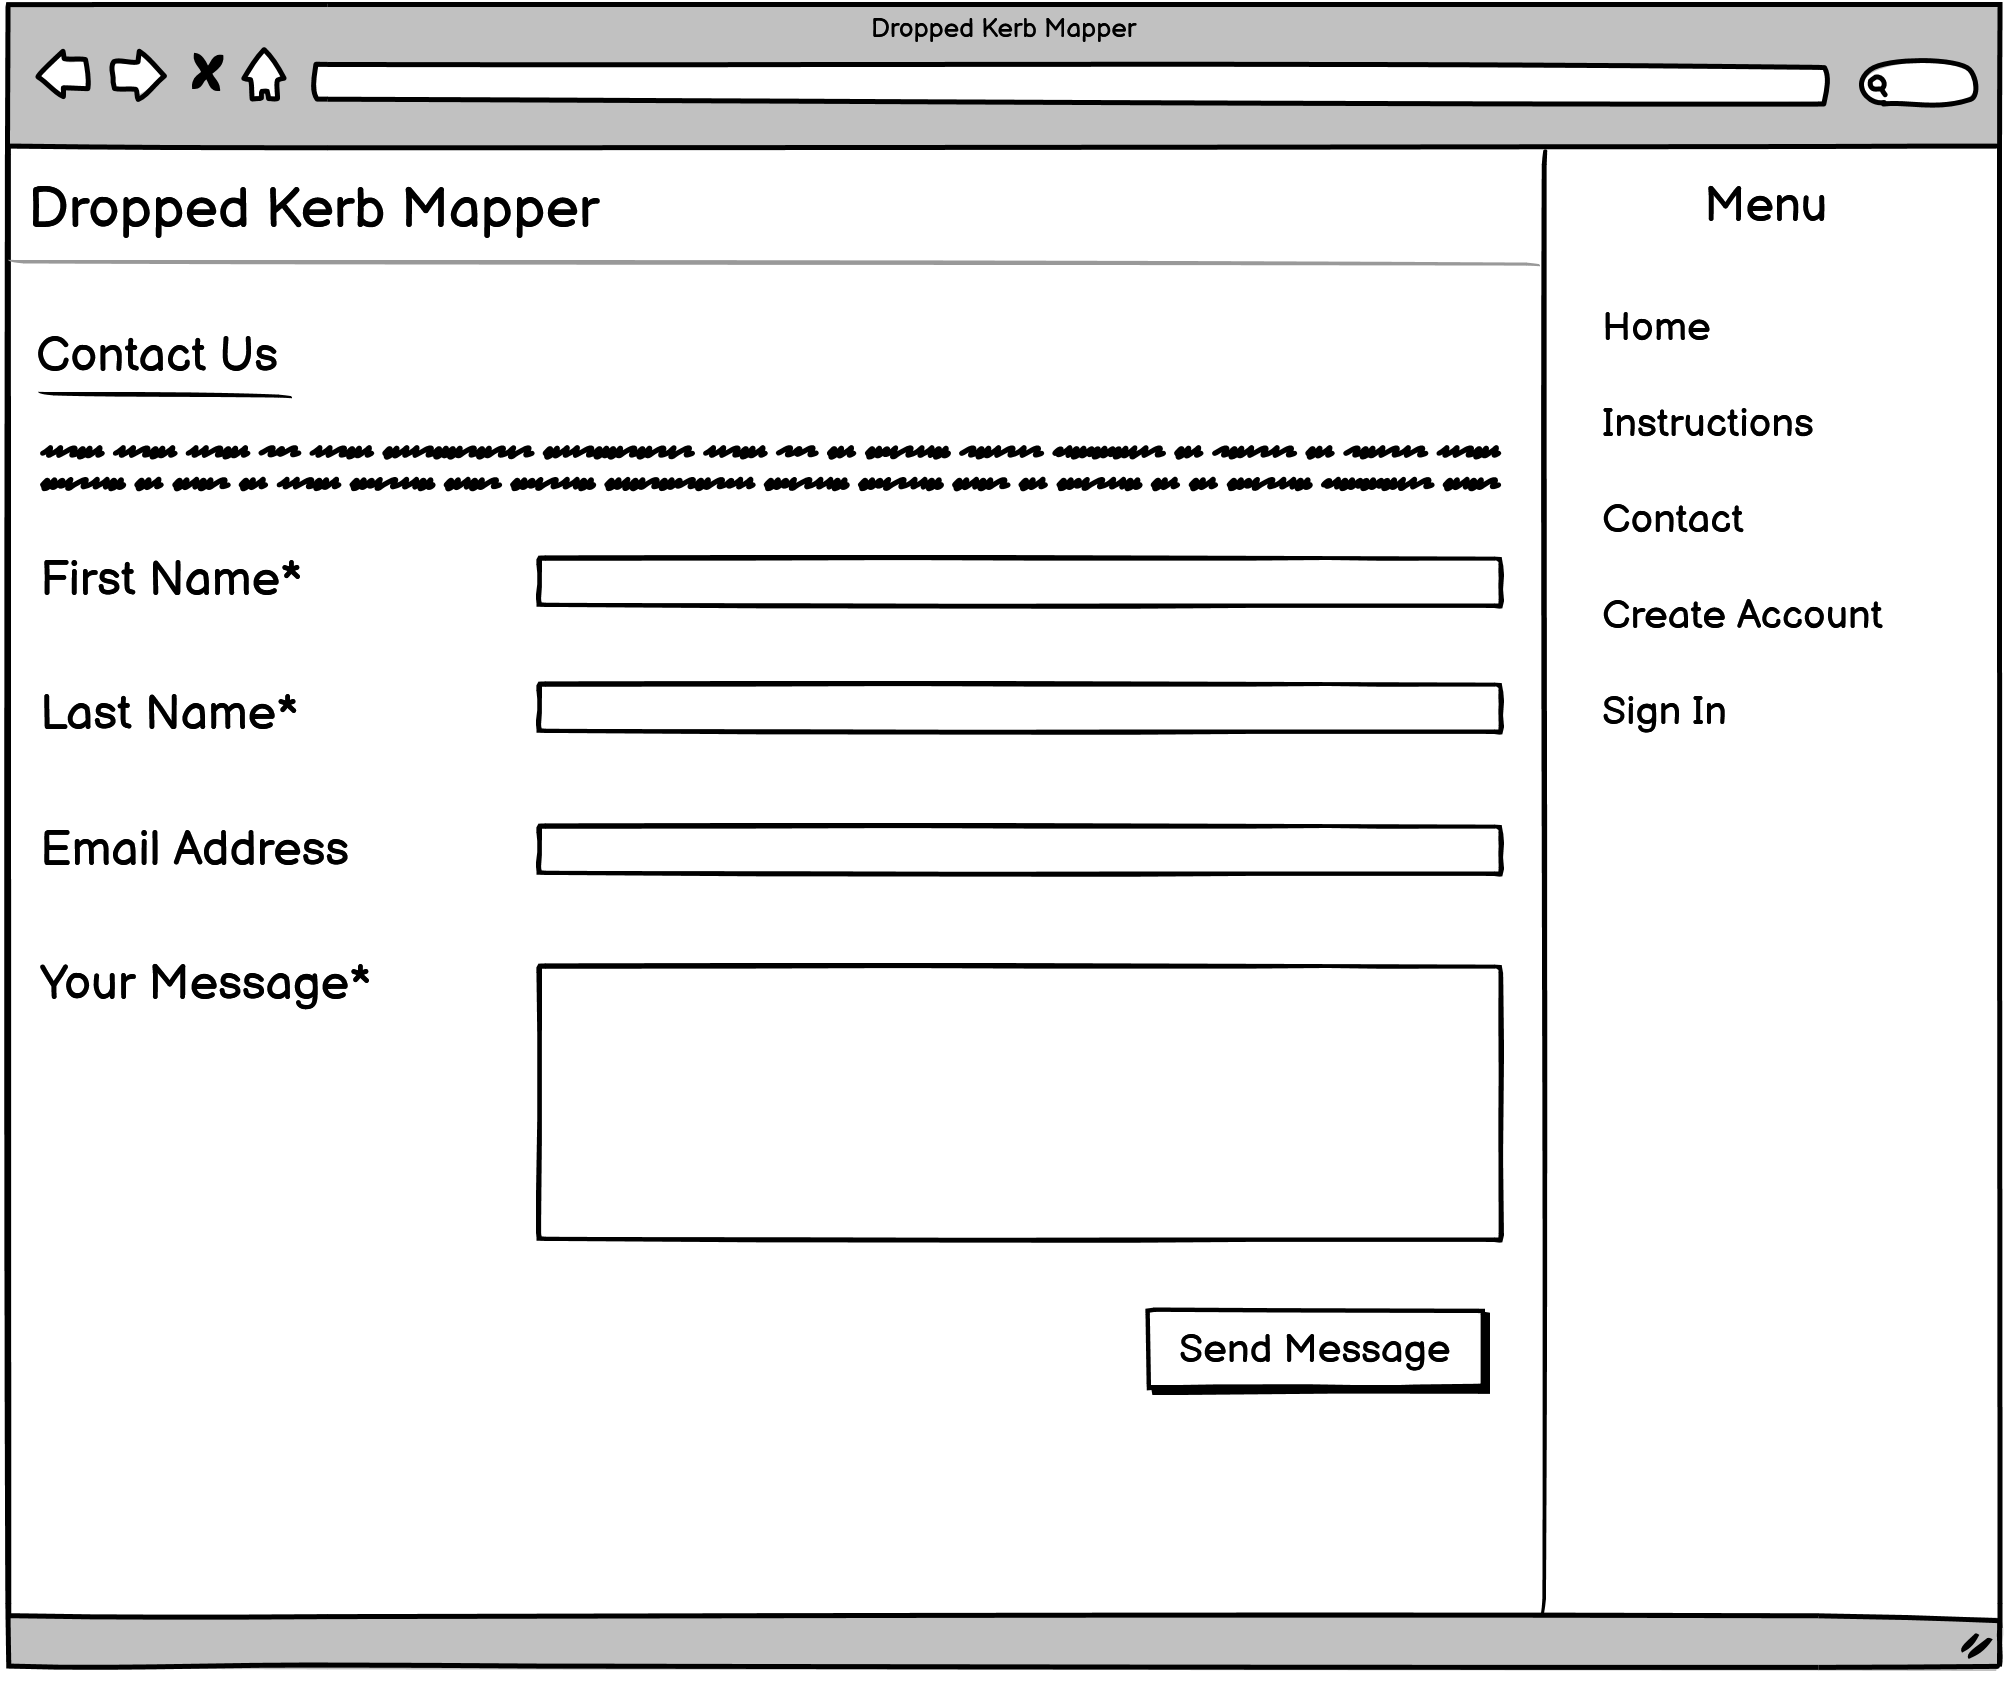 Dropped Kerb Mapper
Dropped Kerb Mapper
Contact Us
First Name*
Last Name*
Email Address
Your Message*
Send Message
Menu
Home
Instructions
Contact
Create Account
Sign In